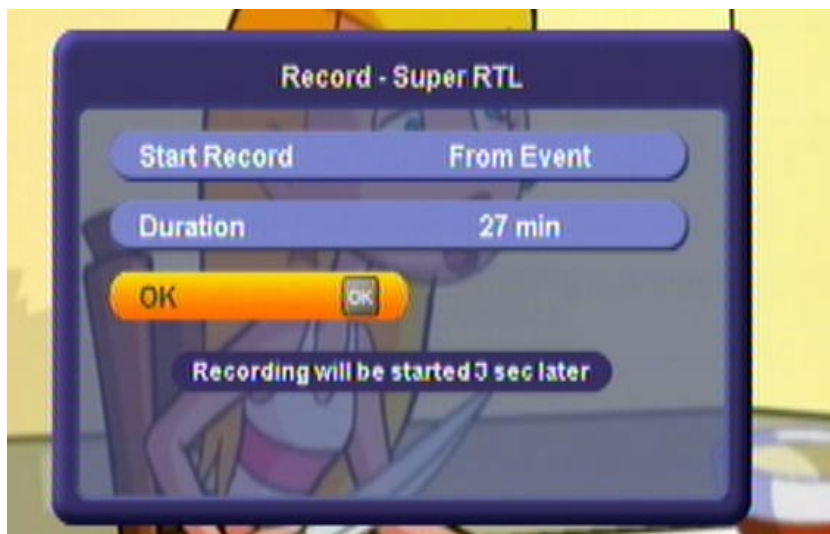 Record - Super RTL
Start Record From Event
Duration 27 min
OK OK
Recording will be started 3 sec later